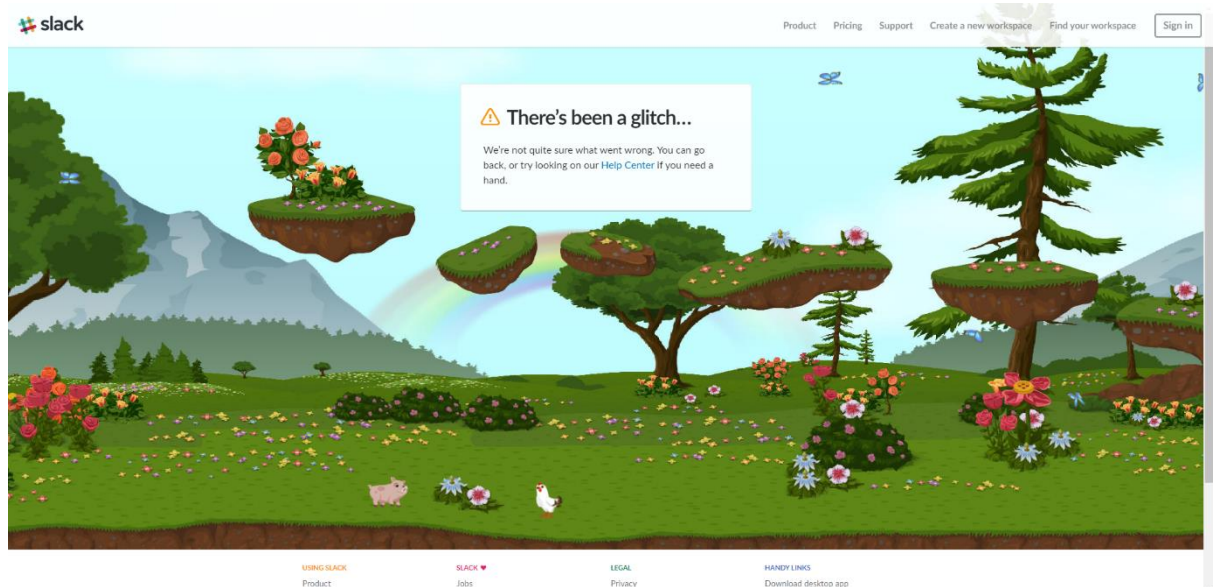 slack
Product Pricing Support Create a new workspace Find your workspace Sign in
There's been a glitch...
We're not quite sure what went wrong. You can go
back, or try looking on our Help Center if you need a
hand.
USING SLACK SLACK ♥ LEGAL HANDY LINKS
Product Jobs Privacy Download desktop app